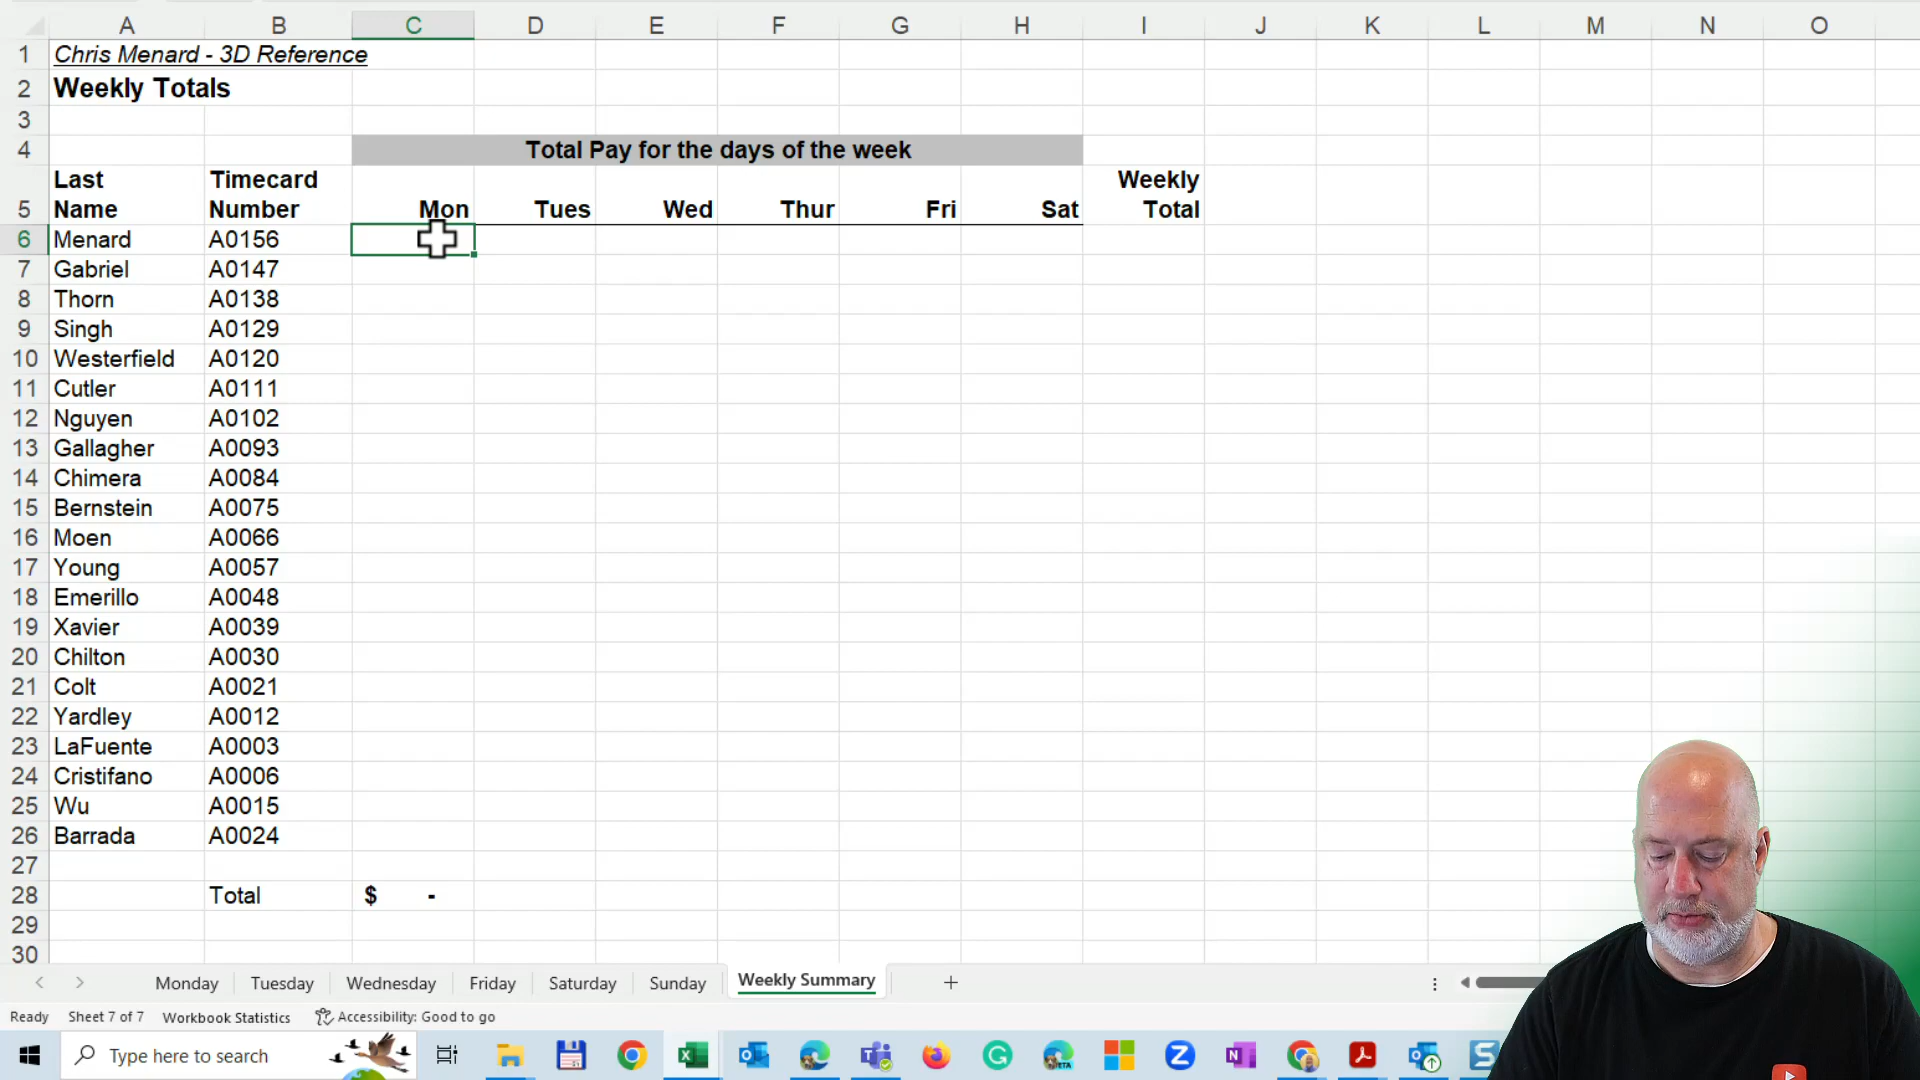 A B C D E F G H I J K L M N O
1 Chris Menard - 3D Reference
2 Weekly Totals
3
4 Total Pay for the days of the week
Last Timecard Weekly
5 Name Number Mon Tues Wed Thur Fri Sat Total
6 Menard A0156
7 Gabriel A0147
8 Thorn A0138
9 Singh A0129
10 Westerfield A0120
11 Cutler A0111
12 Nguyen A0102
13 Gallagher A0093
14 Chimera A0084
15 Bernstein A0075
16 Moen A0066
17 Young A0057
18 Emerillo A0048
19 Xavier A0039
20 Chilton A0030
21 Colt A0021
22 Yardley A0012
23 LaFuente A0003
24 Cristifano A0006
25 Wu A0015
26 Barrada A0024
27
28 Total $ -
29
30
Monday Tuesday Wednesday Friday Saturday Sunday Weekly Summary +
Ready Sheet 7 of 7 Workbook Statistics Accessibility: Good to go
Type here to search